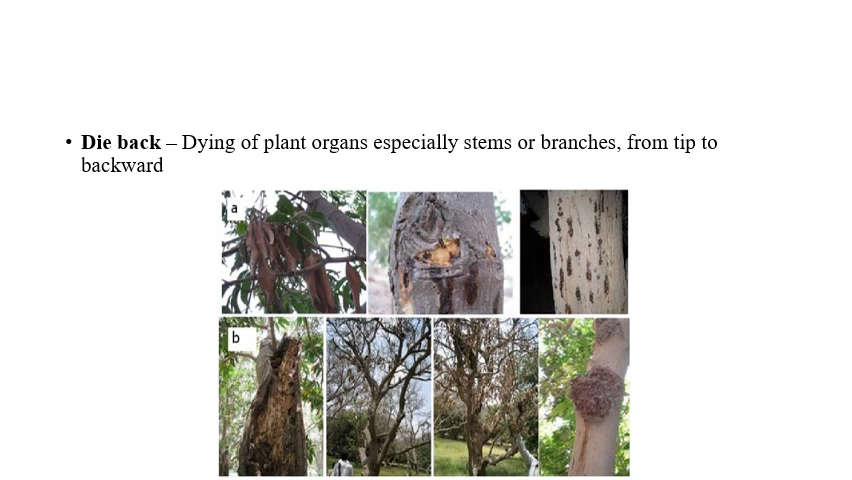 • Die back – Dying of plant organs especially stems or branches, from tip to
backward
a
b